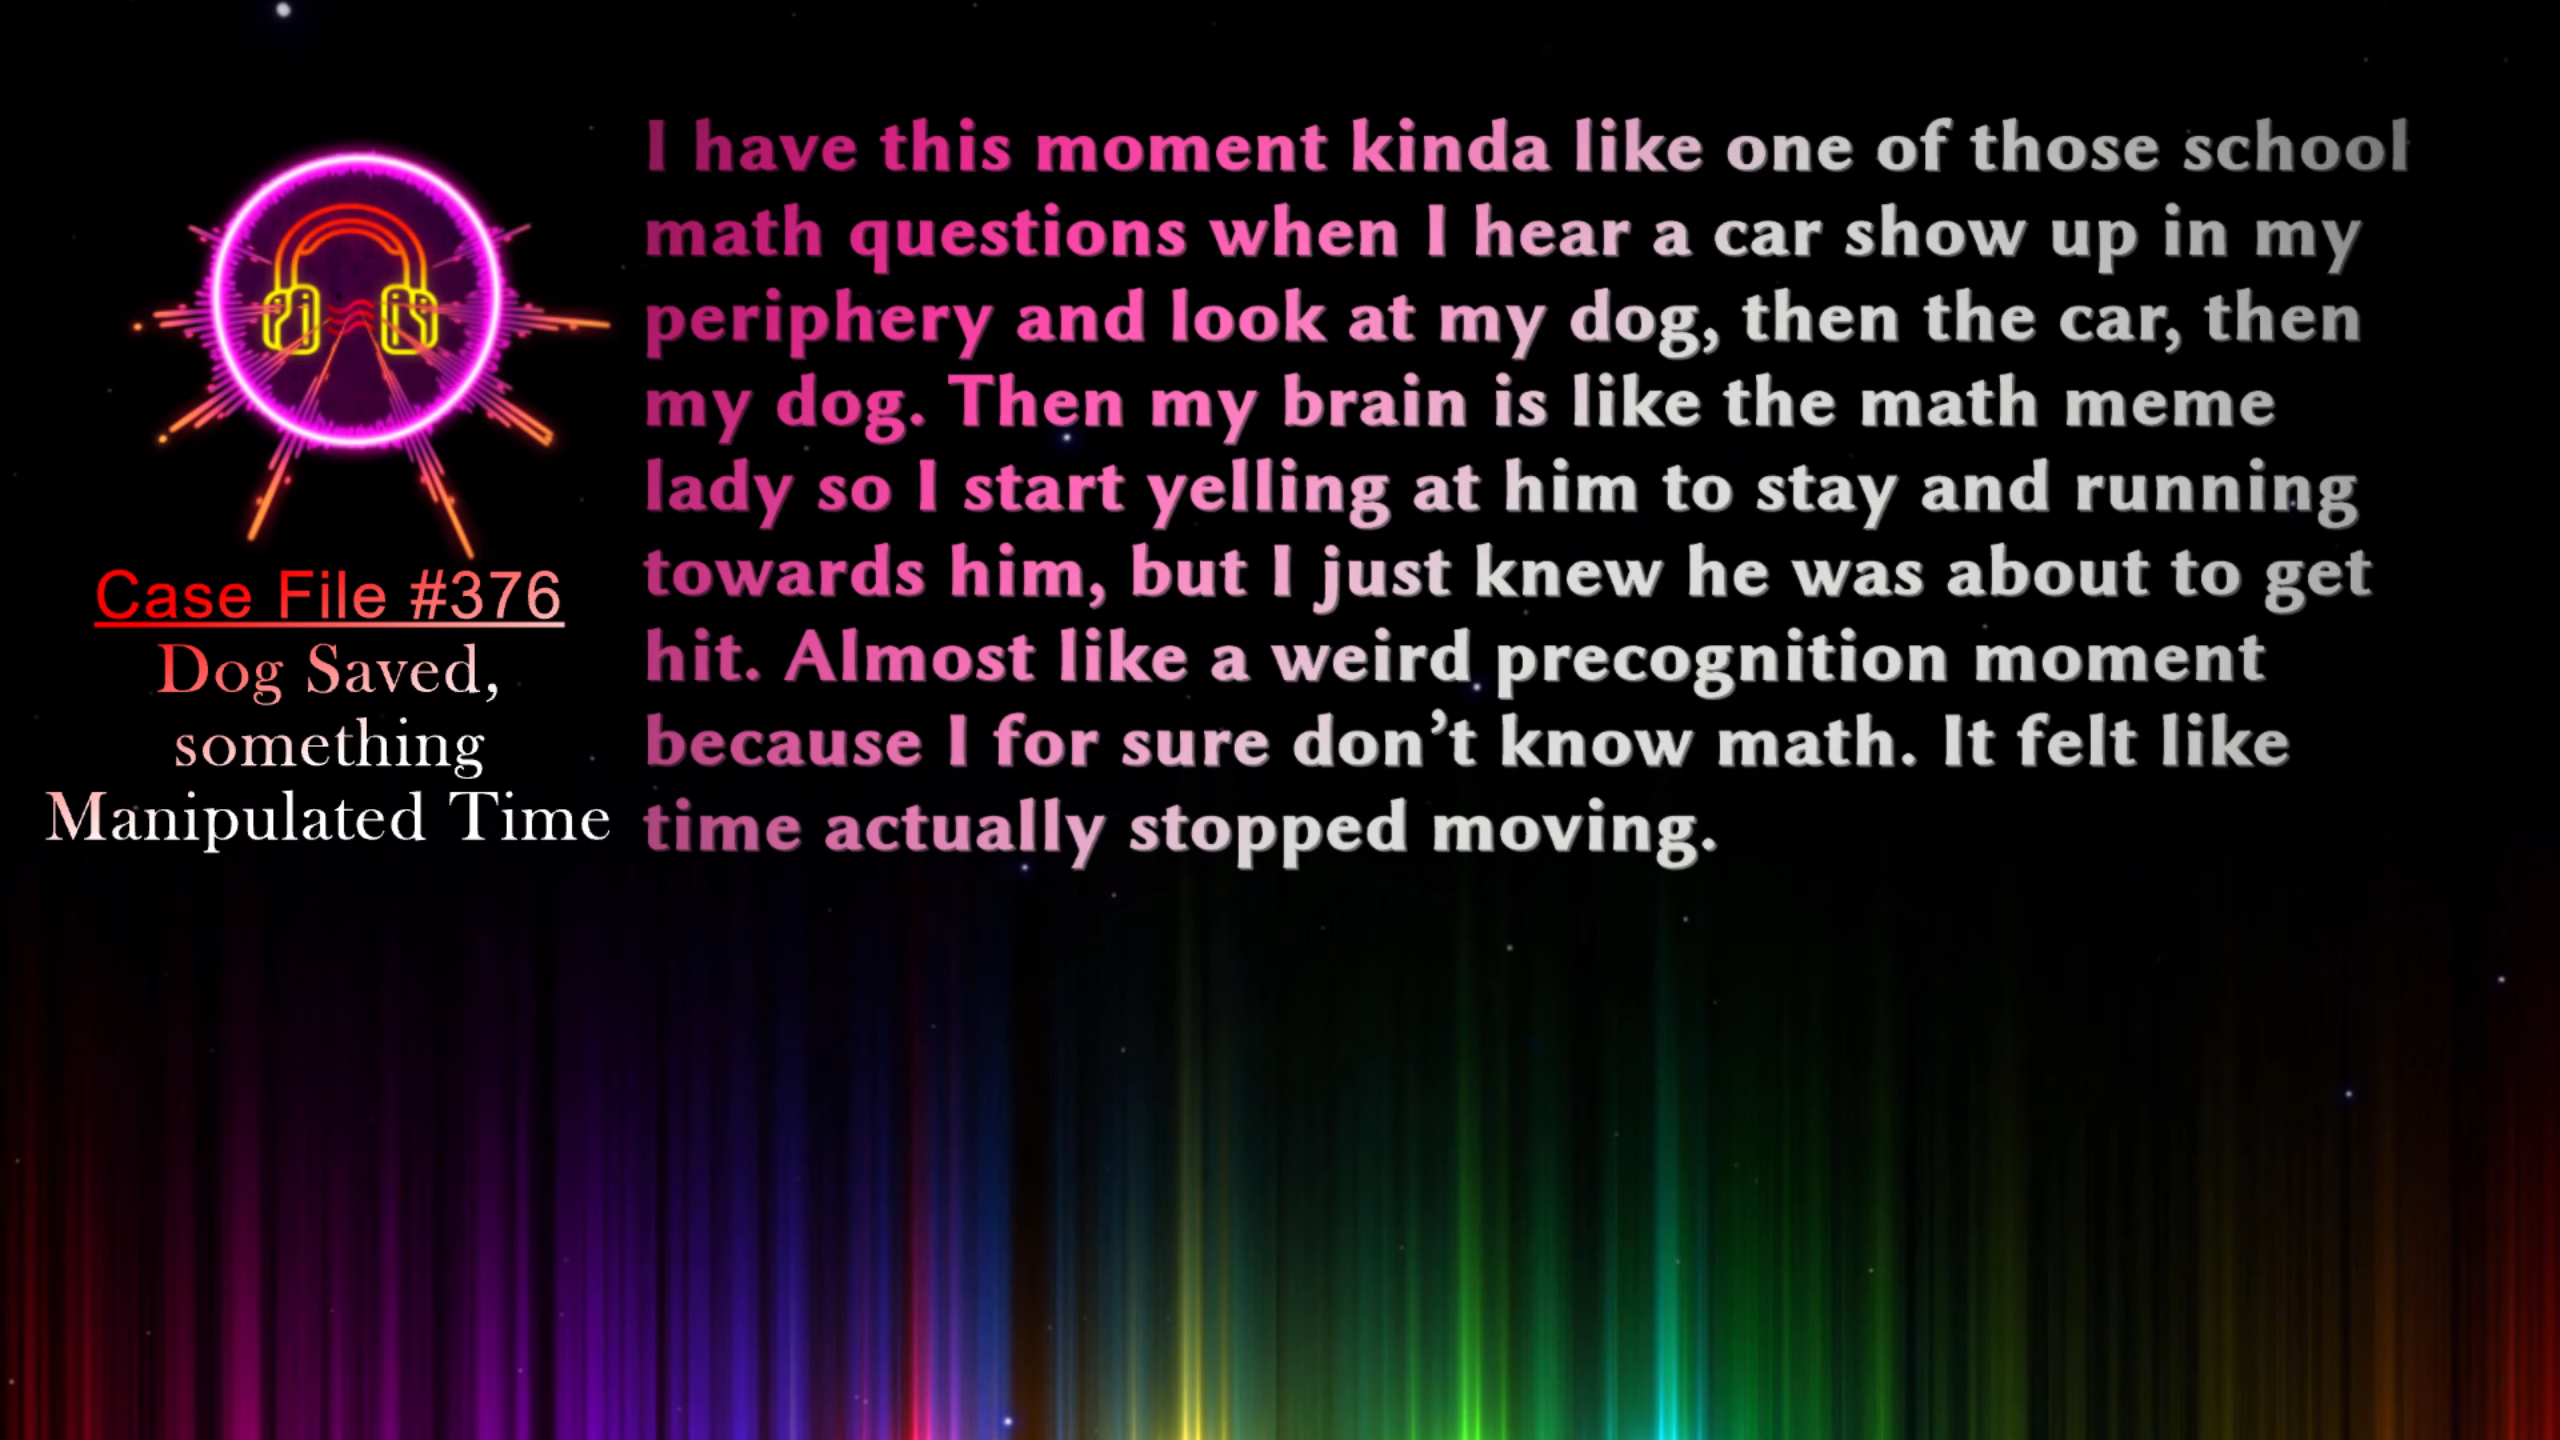 Case File #376
Dog Saved,
something
Manipulated Time
I have this moment kinda like one of those school
math questions when I hear a car show up in my
periphery and look at my dog, then the car, then
my dog. Then my brain is like the math meme
lady so I start yelling at him to stay and running
towards him, but I just knew he was about to get
hit. Almost like a weird precognition moment
because I for sure don’t know math. It felt like
time actually stopped moving.